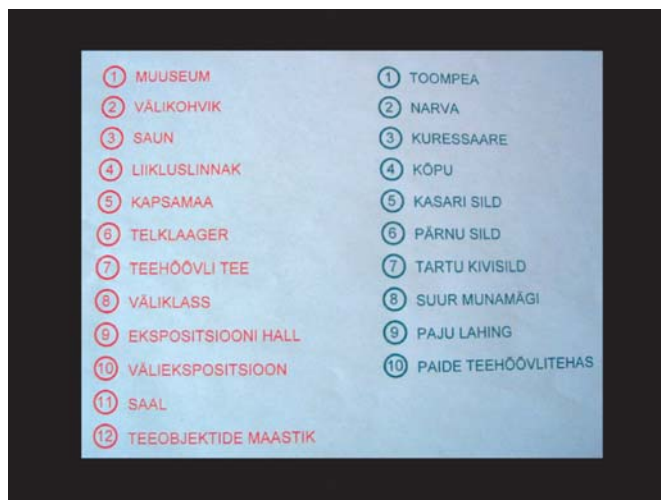 1 MUUSEUM
2 VÄLIKOHVIK
3 SAUN
4 LIIKLUSLINNAK
5 KAPSAMAA
6 TELKLAAGER
7 TEEHÖÖVLI TEE
8 VÄLIKLASS
9 EKSPOSITSIOONI HALL
10 VÄLIEKSPOSITSIOON
11 SAAL
12 TEEOBJEKTIDE MAASTIK
1 TOOMPEA
2 NARVA
3 KURESSAARE
4 KÕPU
5 KASARI SILD
6 PÄRNU SILD
7 TARTU KIVISILD
8 SUUR MUNAMÄGI
9 PAJU LAHING
10 PAIDE TEEHÖÖVLITEHAS